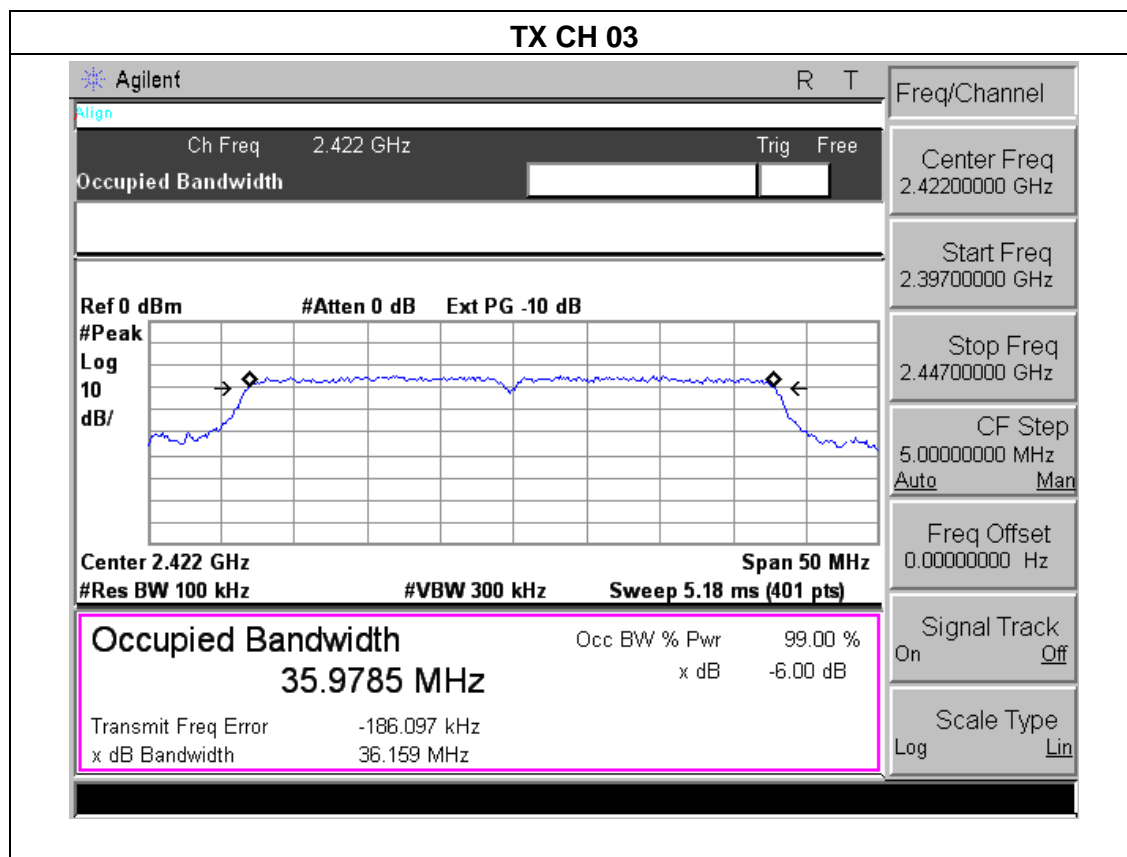 TX CH 03
Agilent R T
Align
Ch Freq 2.422 GHz Trig Free
Occupied Bandwidth
Ref 0 dBm #Atten 0 dB Ext PG -10 dB
#Peak
Log
10
dB/
Center 2.422 GHz Span 50 MHz
#Res BW 100 kHz #VBW 300 kHz Sweep 5.18 ms (401 pts)
Occupied Bandwidth Occ BW % Pwr 99.00 %
35.9785 MHz x dB -6.00 dB
Transmit Freq Error -186.097 kHz
x dB Bandwidth 36.159 MHz
Freq/Channel
Center Freq
2.42200000 GHz
Start Freq
2.39700000 GHz
Stop Freq
2.44700000 GHz
CF Step
5.00000000 MHz
Auto Man
Freq Offset
0.00000000 Hz
Signal Track
On Off
Scale Type
Log Lin